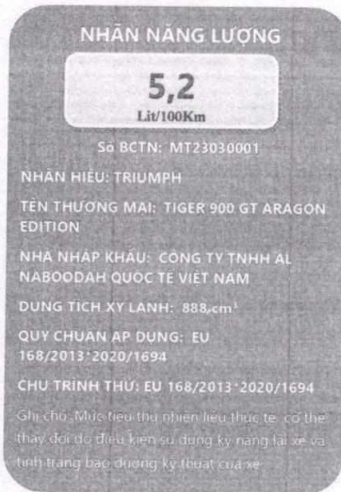 NHÃN NĂNG LƯỢNG
5,2
Lit/100Km
Số BCTN: MT23030001
NHÃN HIỆU: TRIUMPH
TÊN THƯƠNG MẠI: TIGER 900 GT ARAGON
EDITION
NHÀ NHẬP KHẨU: CÔNG TY TNHH AL
NABOODAH QUỐC TẾ VIỆT NAM
DUNG TÍCH XY LANH: 888 cm³
QUY CHUẨN ÁP DỤNG: EU
168/2013*2020/1694
CHU TRÌNH THỬ: EU 168/2013*2020/1694
Ghi chú: Mức tiêu thụ nhiên liệu thực tế có thể
thay đổi do điều kiện sử dụng kỹ năng lái xe và
tình trạng bảo dưỡng kỹ thuật của xe